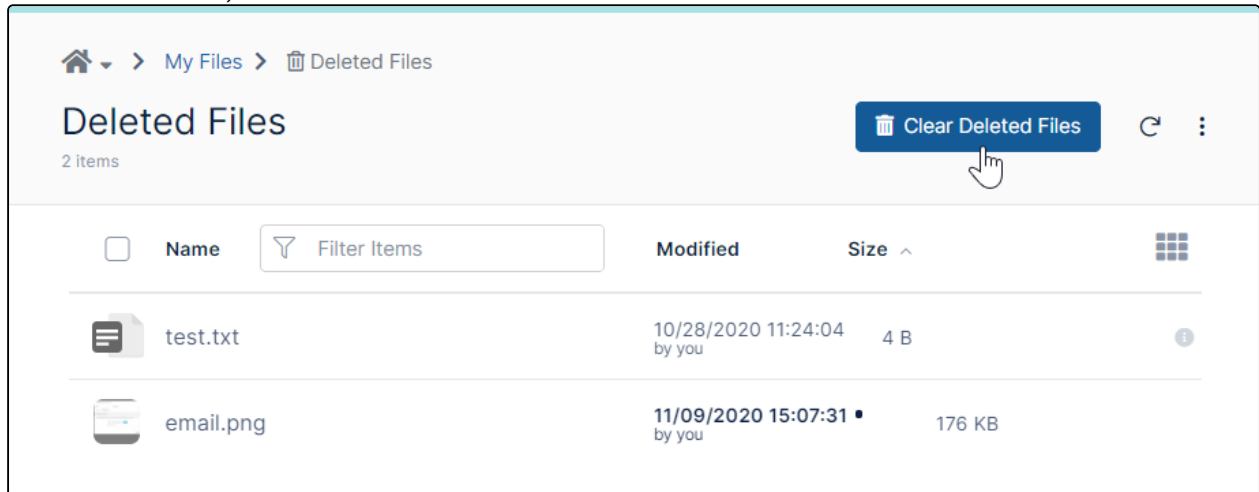 My Files > Deleted Files
Deleted Files
Clear Deleted Files
2 items
Name Filter Items Modified Size
test.txt 10/28/2020 11:24:04 4 B
by you
email.png 11/09/2020 15:07:31 • 176 KB
by you